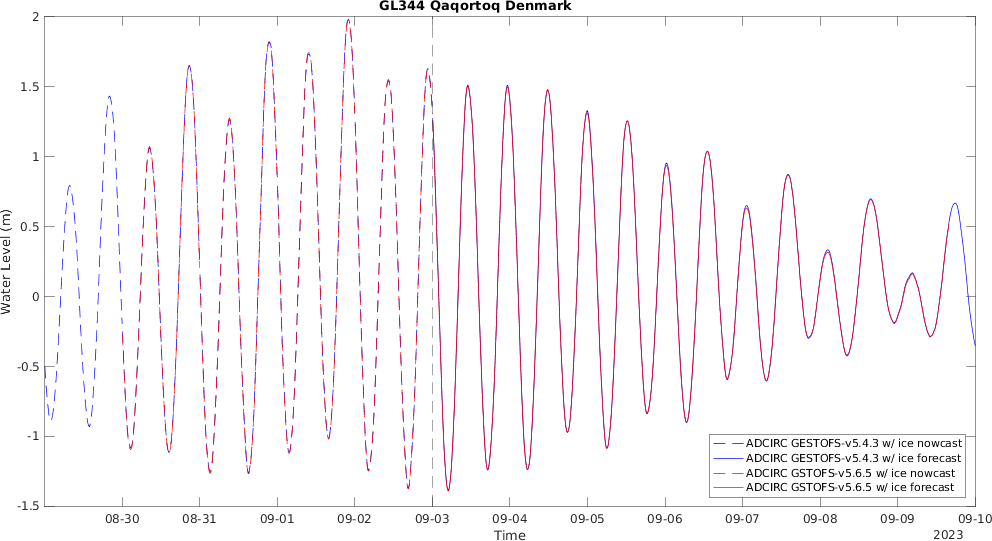 GL344 Qaqortoq Denmark
2
1.5
1
0.5
0
-0.5
-1
-1.5
Water Level (m)
ADCIRC GESTOFS-v5.4.3 w/ ice nowcast
ADCIRC GESTOFS-v5.4.3 w/ ice forecast
ADCIRC GSTOFS-v5.6.5 w/ ice nowcast
ADCIRC GSTOFS-v5.6.5 w/ ice forecast
08-30 08-31 09-01 09-02 09-03 09-04 09-05 09-06 09-07 09-08 09-09 09-10
Time 2023